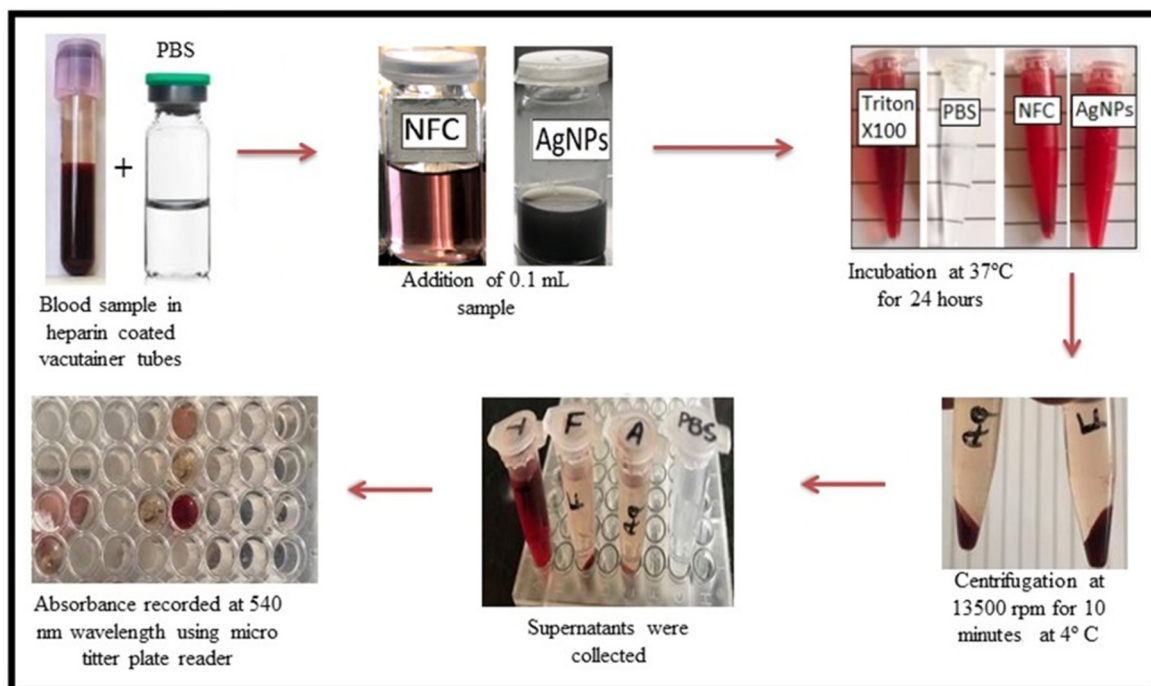 PBS
+
Blood sample in
heparin coated
vacutainer tubes
NFC
AgNPs
Addition of 0.1 mL
sample
Triton
X100
PBS
NFC
AgNPs
Incubation at 37°C
for 24 hours
Ag
F
Centrifugation at
13500 rpm for 10
minutes at 4° C
F
A
PBS
F
Ag
Supernatants were
collected
Absorbance recorded at 540
nm wavelength using micro
titter plate reader